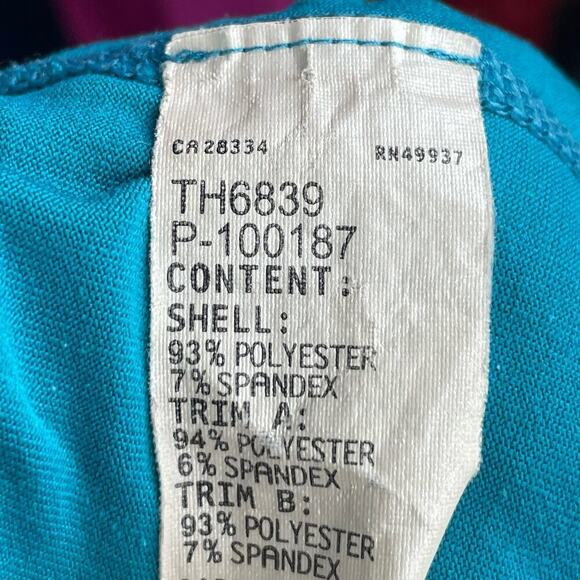 CA28334 RN49937
TH6839
P-100187
CONTENT:
SHELL:
93% POLYESTER
7% SPANDEX
TRIM A:
94% POLYESTER
6% SPANDEX
TRIM B:
93% POLYESTER
7% SPANDEX